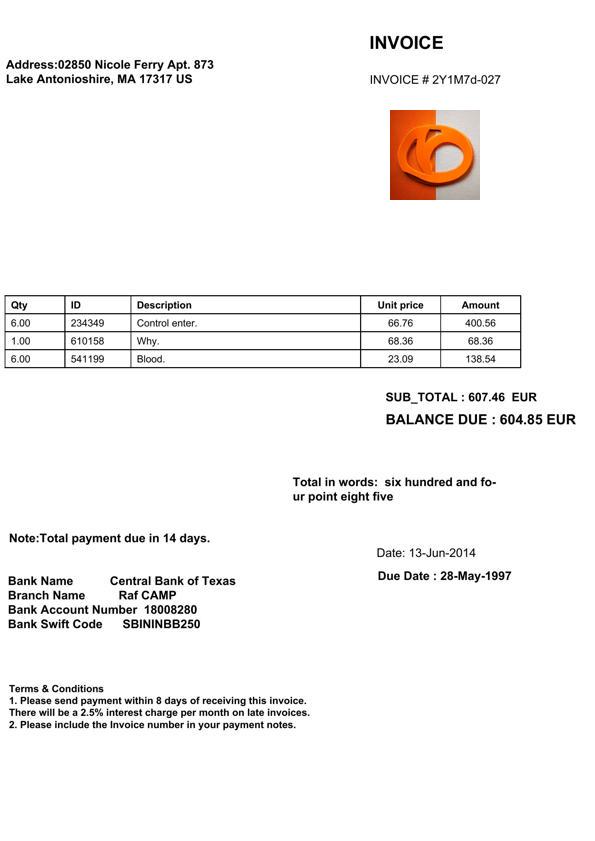 INVOICE
Address:02850 Nicole Ferry Apt. 873
Lake Antonioshire, MA 17317 US
INVOICE # 2Y1M7d-027
Qty ID Description Unit price Amount
6.00 234349 Control enter. 66.76 400.56
1.00 610158 Why. 68.36 68.36
6.00 541199 Blood. 23.09 138.54
SUB_TOTAL : 607.46 EUR
BALANCE DUE : 604.85 EUR
Total in words: six hundred and fo-
ur point eight five
Note:Total payment due in 14 days.
Date: 13-Jun-2014
Due Date : 28-May-1997
Bank Name Central Bank of Texas
Branch Name Raf CAMP
Bank Account Number 18008280
Bank Swift Code SBININBB250
Terms & Conditions
1. Please send payment within 8 days of receiving this invoice.
There will be a 2.5% interest charge per month on late invoices.
2. Please include the Invoice number in your payment notes.